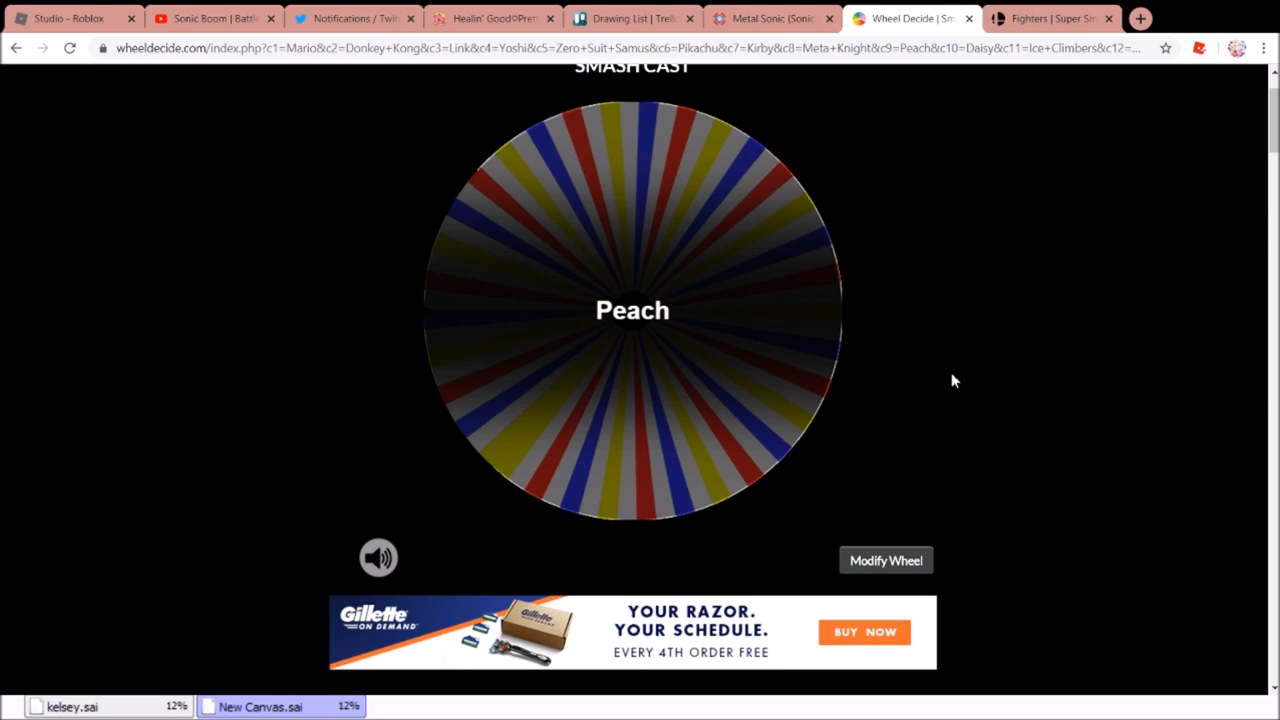 Studio - Roblox
Sonic Boom | Battl
Notifications / Twit
Healin' Good♡Pret
Drawing List | Trell
Metal Sonic (Sonic
Wheel Decide | Sm
Fighters | Super Sm
wheeldecide.com/index.php?c1=Mario&c2=Donkey+Kong&c3=Link&c4=Yoshi&c5=Zero+Suit+Samus&c6=Pikachu&c7=Kirby&c8=Meta+Knight&c9=Peach&c10=Daisy&c11=Ice+Climbers&c12=...
SMASH CAST
Peach
Modify Wheel
Gillette
ON DEMAND
YOUR RAZOR.
YOUR SCHEDULE.
EVERY 4TH ORDER FREE
BUY NOW
kelsey.sai 12%
New Canvas.sai 12%